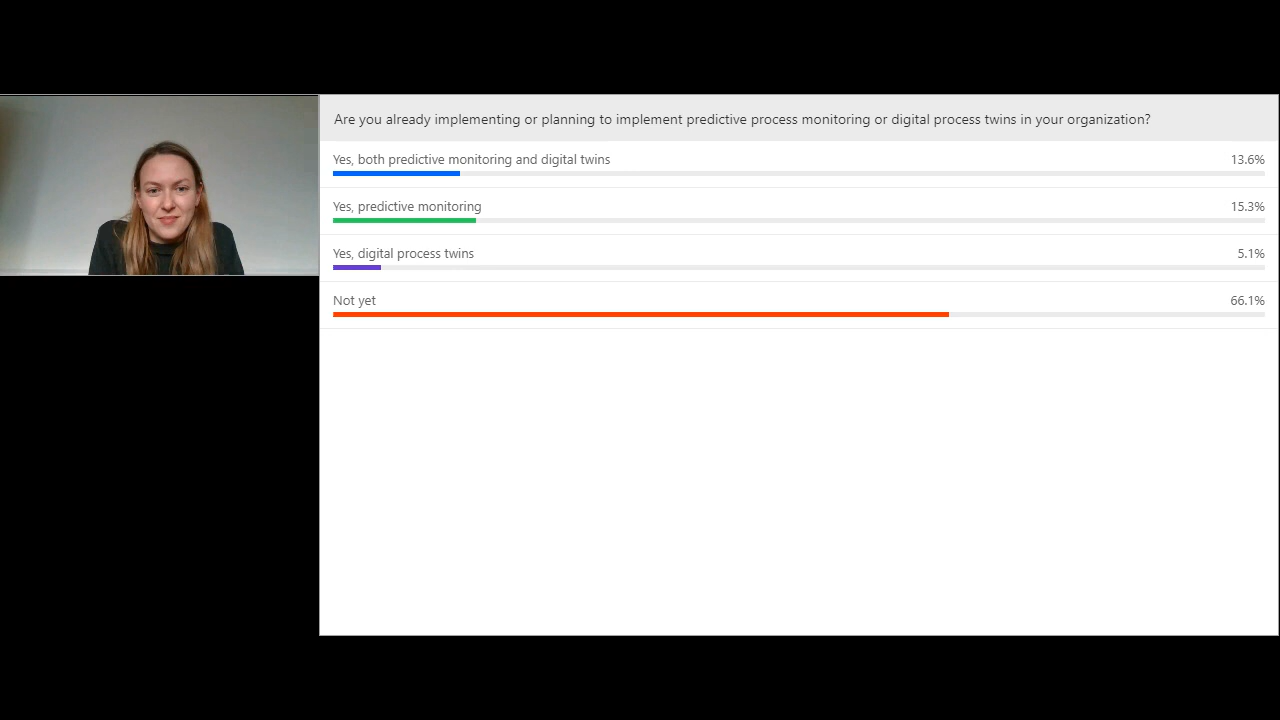 Are you already implementing or planning to implement predictive process monitoring or digital process twins in your organization?
Yes, both predictive monitoring and digital twins 13.6%
Yes, predictive monitoring 15.3%
Yes, digital process twins 5.1%
Not yet 66.1%